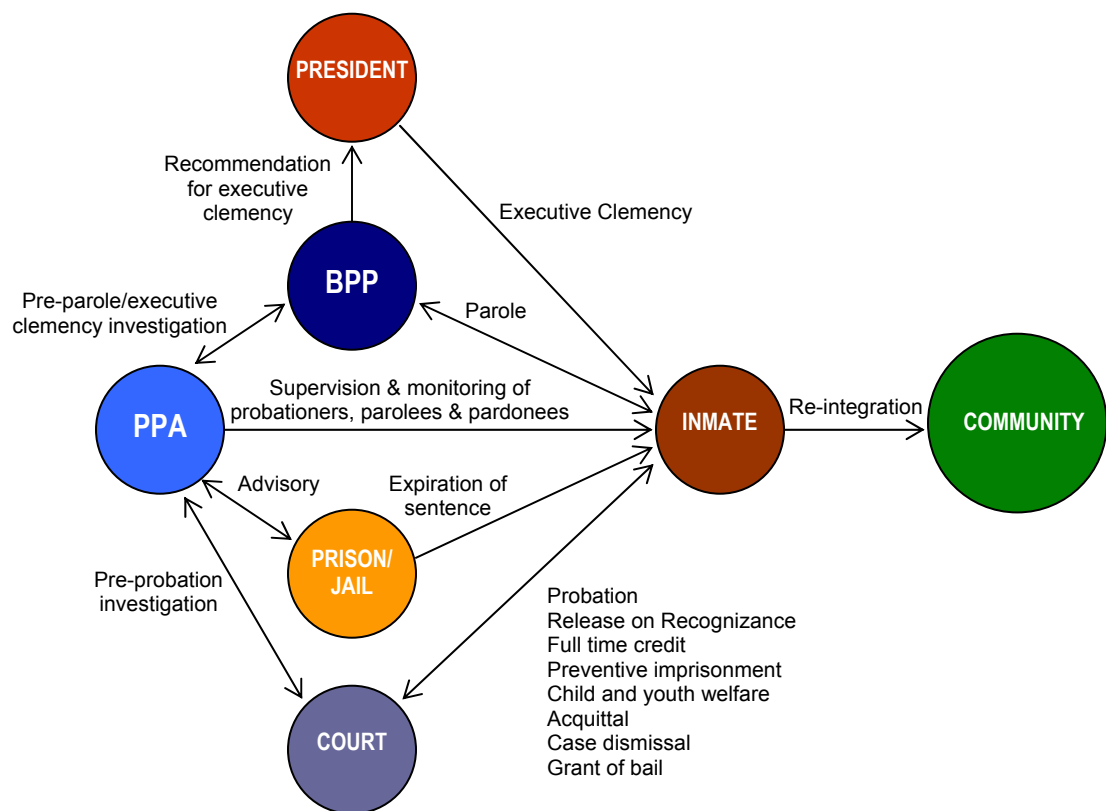 PRESIDENT
Recommendation
for executive
clemency
Executive Clemency
BPP
Pre-parole/executive
clemency investigation
Parole
Supervision & monitoring of
probationers, parolees & pardonees
PPA
INMATE
Re-integration
COMMUNITY
Advisory
Expiration of
sentence
PRISON/
JAIL
Pre-probation
investigation
Probation
Release on Recognizance
Full time credit
Preventive imprisonment
Child and youth welfare
Acquittal
Case dismissal
Grant of bail
COURT